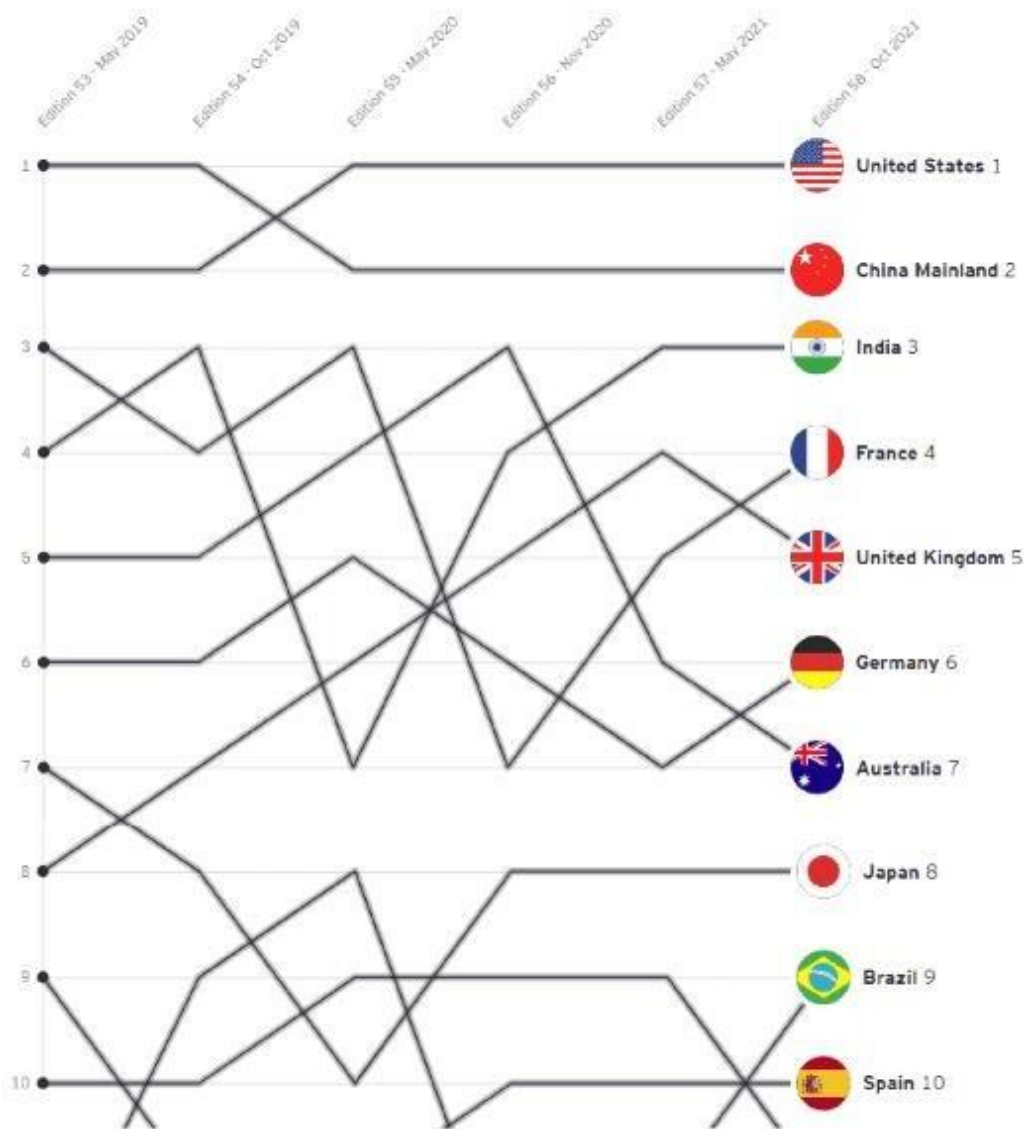 Edition 53 - May 2019
Edition 54 - Oct 2019
Edition 55 - May 2020
Edition 56 - Nov 2020
Edition 57 - May 2021
Edition 58 - Oct 2021
1
United States 1
2
China Mainland 2
3
India 3
4
France 4
5
United Kingdom 5
6
Germany 6
7
Australia 7
8
Japan 8
9
Brazil 9
10
Spain 10